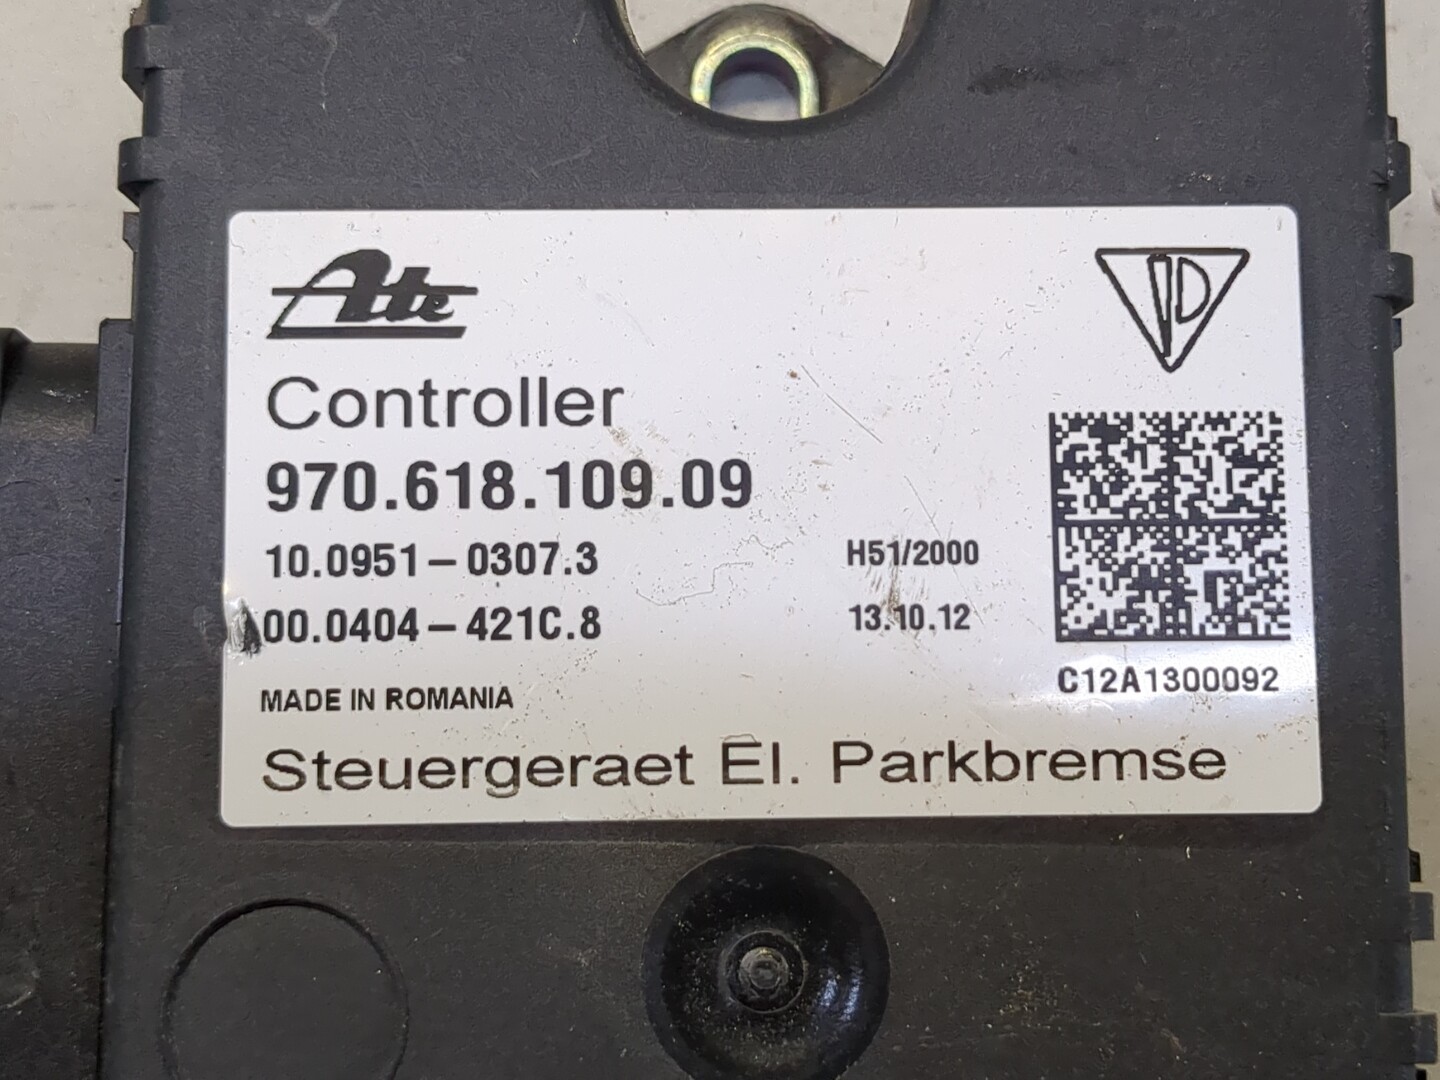 Ate
Controller
970.618.109.09
10.0951-0307.3 H51/2000
00.0404-421C.8 13.10.12
C12A1300092
MADE IN ROMANIA
Steuergeraet El. Parkbremse